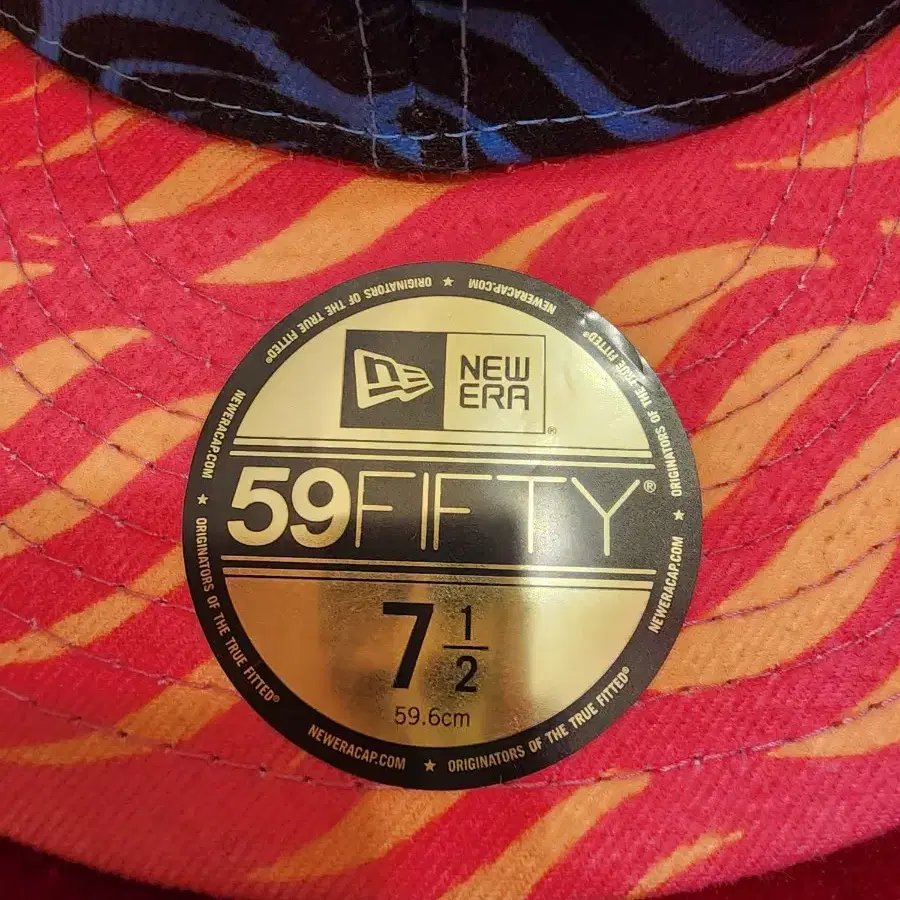 NEW
ERA
®
59FIFTY®
7 1/2
59.6cm
NEWERACAP.COM ★ ORIGINATORS OF THE TRUE FITTED®
NEWERACAP.COM ★ ORIGINATORS OF THE TRUE FITTED®
NEWERACAP.COM ★ ORIGINATORS OF THE TRUE FITTED®
NEWERACAP.COM ★ ORIGINATORS OF THE TRUE FITTED®